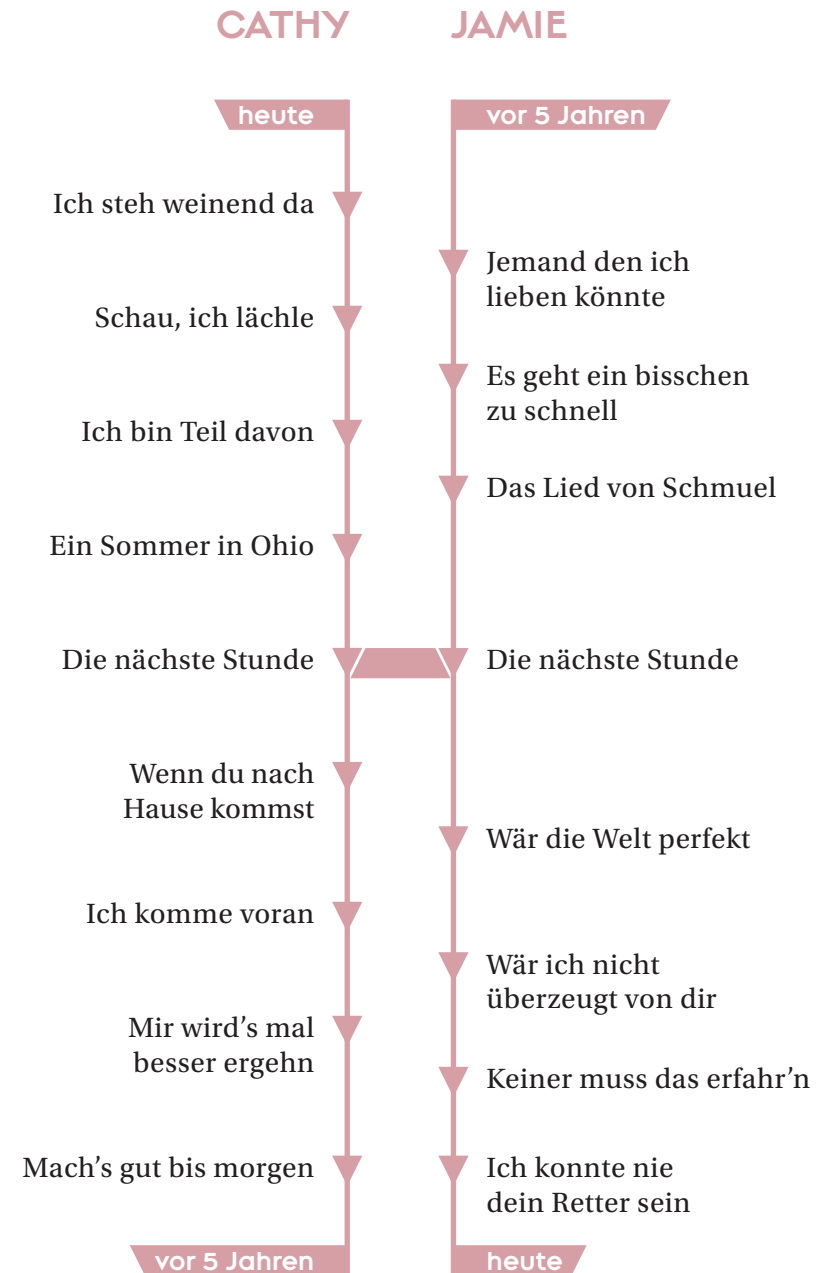 CATHY JAMIE
heute vor 5 Jahren
Ich steh weinend da
Jemand den ich
lieben könnte
Schau, ich lächle
Es geht ein bisschen
zu schnell
Ich bin Teil davon
Das Lied von Schmuel
Ein Sommer in Ohio
Die nächste Stunde Die nächste Stunde
Wenn du nach
Hause kommst
Wär die Welt perfekt
Ich komme voran
Wär ich nicht
überzeugt von dir
Mir wird’s mal
besser ergehn
Keiner muss das erfahr’n
Mach’s gut bis morgen
Ich konnte nie
dein Retter sein
vor 5 Jahren heute